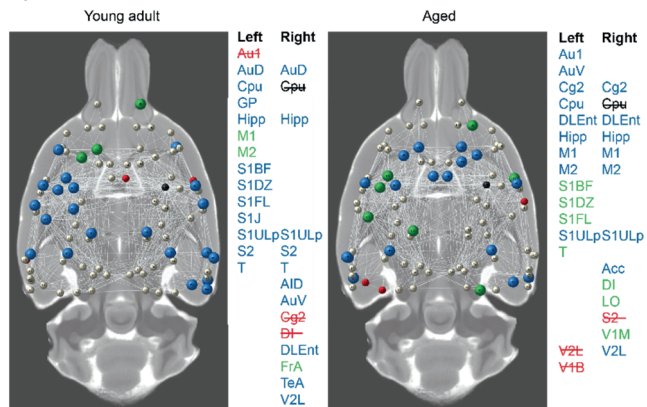 Young adult
Left Right
Au1
AuD AuD
Cpu Cpu
GP
Hipp Hipp
M1
M2
S1BF
S1DZ
S1FL
S1J
S1ULp S1ULp
S2 S2
T T
AID
AuV
Cg2
DI
DLEnt
FrA
TeA
V2L
Aged
Left Right
Au1
AuV
Cg2 Cg2
Cpu Cpu
DLEnt DLEnt
Hipp Hipp
M1 M1
M2 M2
S1BF
S1DZ
S1FL
S1ULp S1ULp
T
Acc
DI
LO
S2
V1M
V2L V2L
V1B